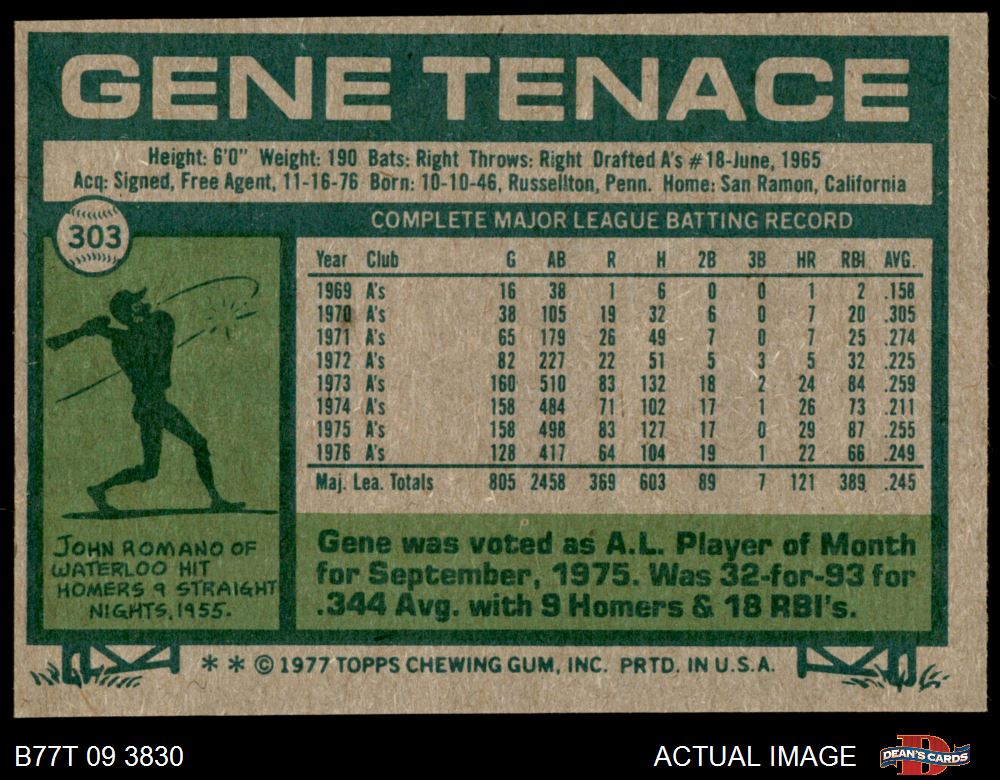 GENE TENACE
Height: 6'0" Weight: 190 Bats: Right Throws: Right Drafted A's #18-June, 1965
Acq: Signed, Free Agent, 11-16-76 Born: 10-10-46, Russellton, Penn. Home: San Ramon, California
303
COMPLETE MAJOR LEAGUE BATTING RECORD
Year Club G AB R H 2B 3B HR RBI AVG.
1969 A's 16 38 1 6 0 0 1 2 .158
1970 A's 38 105 19 32 6 0 7 20 .305
1971 A's 65 179 26 49 7 0 7 25 .274
1972 A's 82 227 22 51 5 3 5 32 .225
1973 A's 160 510 83 132 18 2 24 84 .259
1974 A's 158 484 71 102 17 1 26 73 .211
1975 A's 158 498 83 127 17 0 29 87 .255
1976 A's 128 417 64 104 19 1 22 66 .249
Maj. Lea. Totals 805 2458 369 603 89 7 121 389 .245
JOHN ROMANO OF
WATERLOO HIT
HOMERS 9 STRAIGHT
NIGHTS, 1955.
Gene was voted as A.L. Player of Month
for September, 1975. Was 32-for-93 for
.344 Avg. with 9 Homers & 18 RBI's.
* * © 1977 TOPPS CHEWING GUM, INC. PRTD. IN U.S.A.
B77T 09 3830
ACTUAL IMAGE
DEAN'S CARDS